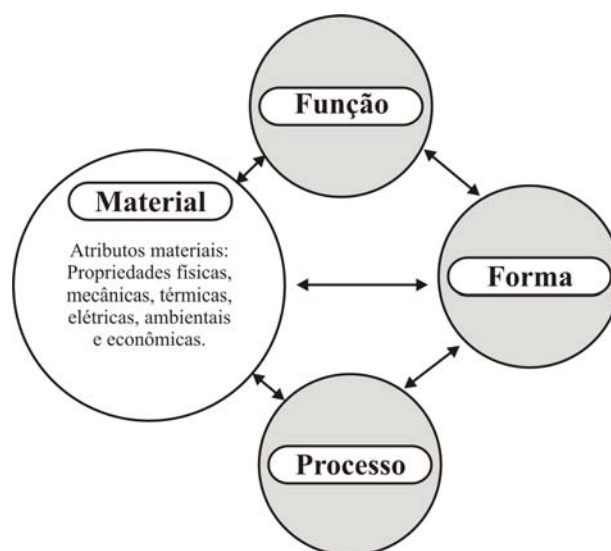 Função
Material
Atributos materiais:
Propriedades físicas,
mecânicas, térmicas,
elétricas, ambientais
e econômicas.
Forma
Processo